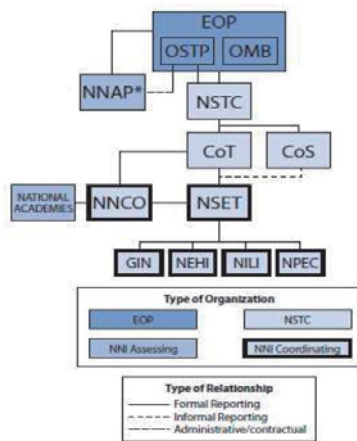 EOP
OSTP OMB
NNAP*
NSTC
CoT CoS
NATIONAL
ACADEMIES
NNCO NSET
GIN NEHI NILI NPEC
Type of Organization
EOP NSTC
NNI Assessing NNI Coordinating
Type of Relationship
Formal Reporting
Informal Reporting
Administrative/contractual